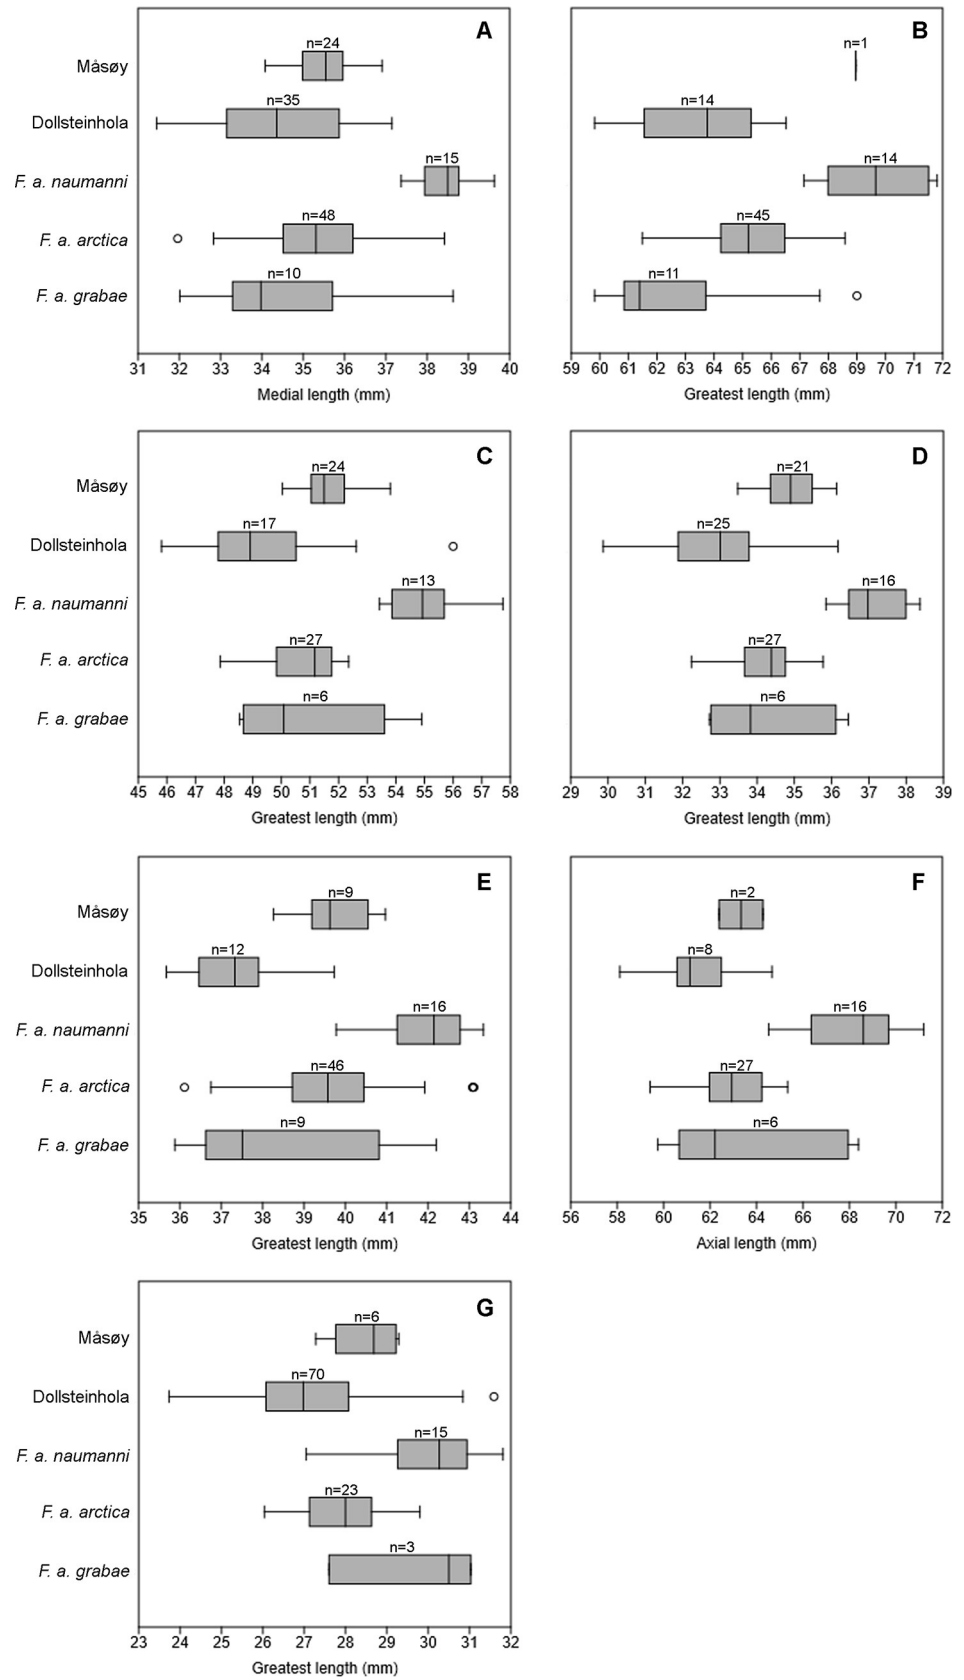 A
n=24
Måsøy
n=35
Dollsteinhola
n=15
F. a. naumanni
n=48
F. a. arctica
n=10
F. a. grabae
31 32 33 34 35 36 37 38 39 40
Medial length (mm)
B
n=1
n=14
n=14
n=45
n=11
59 60 61 62 63 64 65 66 67 68 69 70 71 72
Greatest length (mm)
C
n=24
Måsøy
n=17
Dollsteinhola
n=13
F. a. naumanni
n=27
F. a. arctica
n=6
F. a. grabae
45 46 47 48 49 50 51 52 53 54 55 56 57 58
Greatest length (mm)
D
n=21
n=25
n=16
n=27
n=6
29 30 31 32 33 34 35 36 37 38 39
Greatest length (mm)
E
n=9
Måsøy
n=12
Dollsteinhola
n=16
F. a. naumanni
n=46
F. a. arctica
n=9
F. a. grabae
35 36 37 38 39 40 41 42 43 44
Greatest length (mm)
F
n=2
n=8
n=16
n=27
n=6
56 58 60 62 64 66 68 70 72
Axial length (mm)
G
n=6
Måsøy
n=70
Dollsteinhola
n=15
F. a. naumanni
n=23
F. a. arctica
n=3
F. a. grabae
23 24 26 27 28 29 30 31 32
Greatest length (mm)